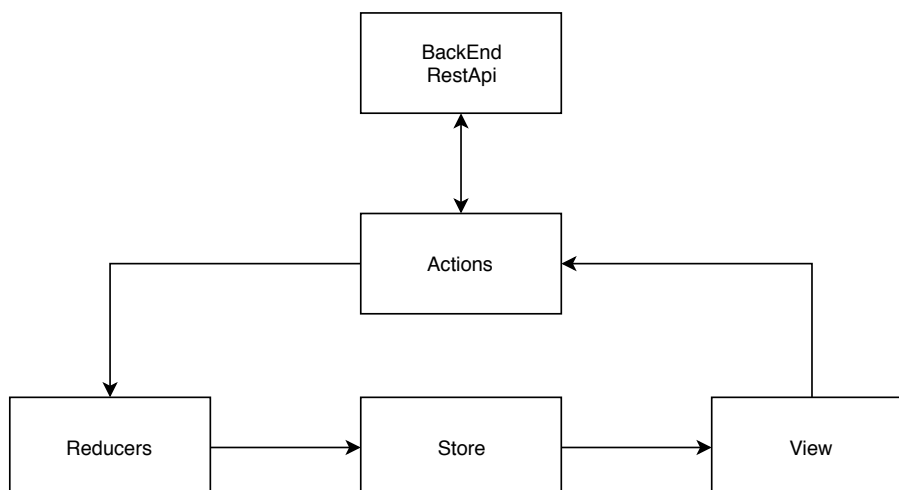 BackEnd
RestApi
Actions
Reducers
Store
View